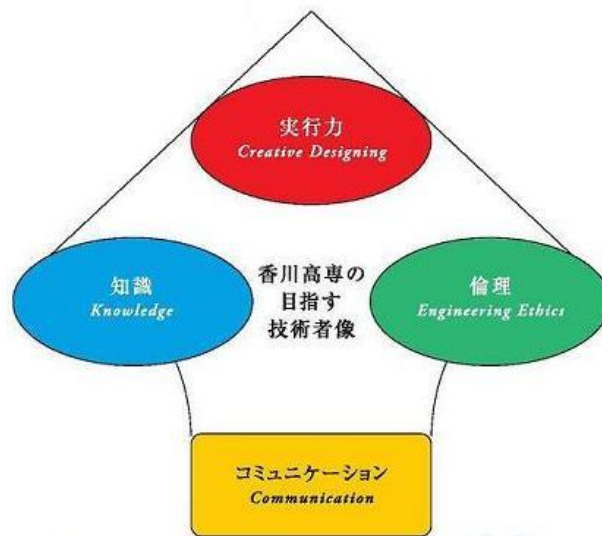 実行力
Creative Designing
知識
Knowledge
香川高専の
目指す
技術者像
倫理
Engineering Ethics
コミュニケーション
Communication